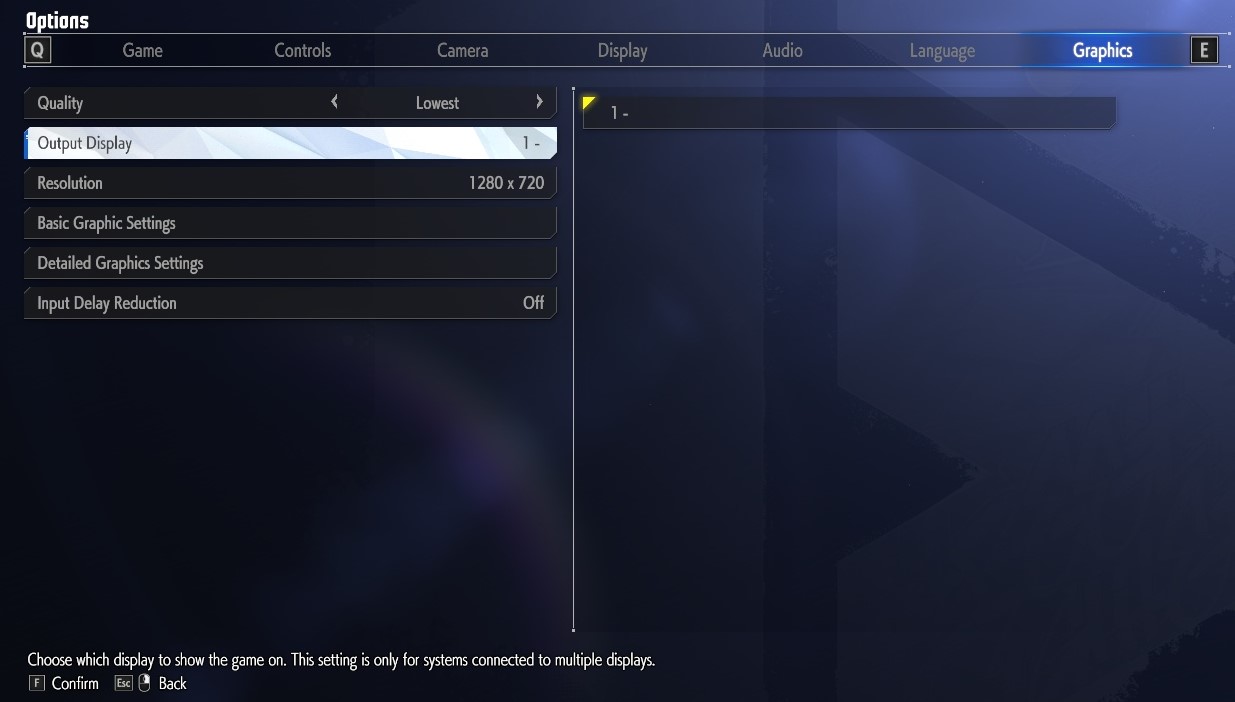 Options
Q Game Controls Camera Display Audio Language Graphics E
Quality Lowest
Output Display 1 -
1 -
Resolution 1280 x 720
Basic Graphic Settings
Detailed Graphics Settings
Input Delay Reduction Off
Choose which display to show the game on. This setting is only for systems connected to multiple displays.
F Confirm Esc Back